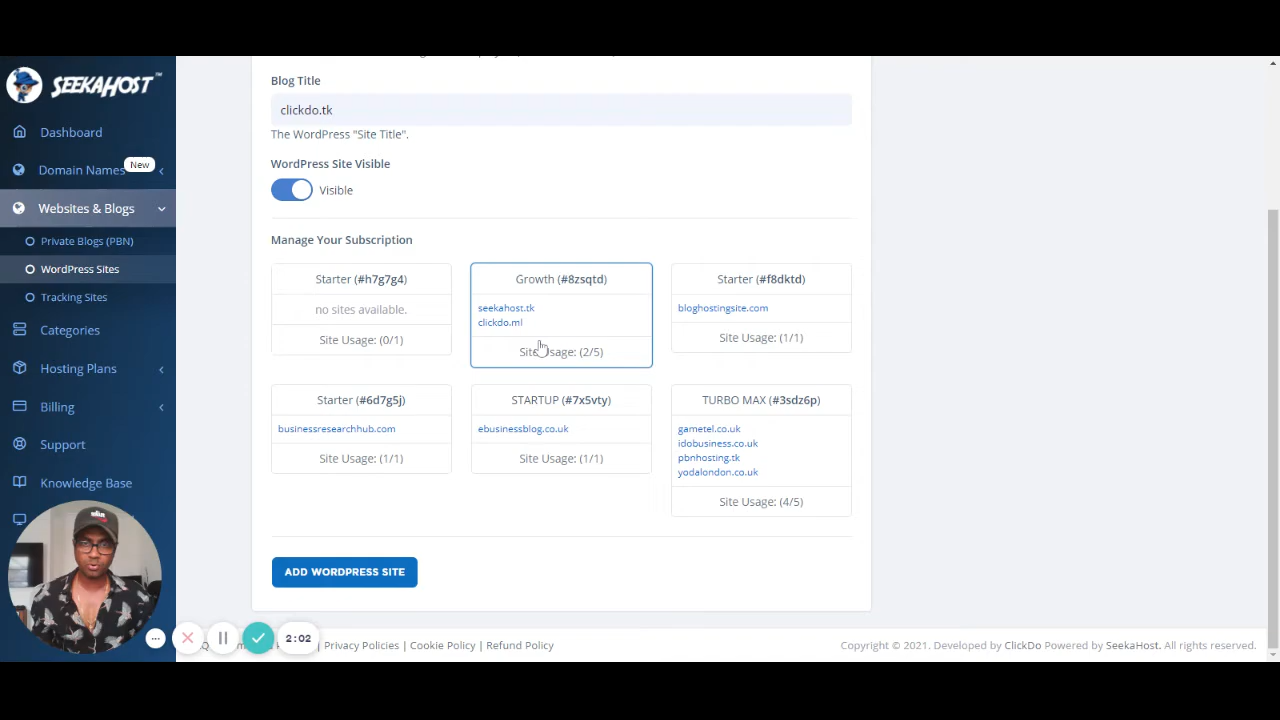 SEEKAHOST™
Dashboard
Domain Names
New
Websites & Blogs
Private Blogs (PBN)
WordPress Sites
Tracking Sites
Categories
Hosting Plans
Billing
Support
Knowledge Base
Blog Title
clickdo.tk
The WordPress "Site Title".
WordPress Site Visible
Visible
Manage Your Subscription
Starter (#h7g7g4)
no sites available.
Site Usage: (0/1)
Growth (#8zsqtd)
seekahost.tk
clickdo.ml
Site Usage: (2/5)
Starter (#f8dktd)
bloghostingsite.com
Site Usage: (1/1)
Starter (#6d7g5j)
businessresearchhub.com
Site Usage: (1/1)
STARTUP (#7x5vty)
ebusinessblog.co.uk
Site Usage: (1/1)
TURBO MAX (#3sdz6p)
gametel.co.uk
idobusiness.co.uk
pbnhosting.tk
yodalondon.co.uk
Site Usage: (4/5)
ADD WORDPRESS SITE
2:02
| Privacy Policies | Cookie Policy | Refund Policy
Copyright © 2021. Developed by ClickDo Powered by SeekaHost. All rights reserved.